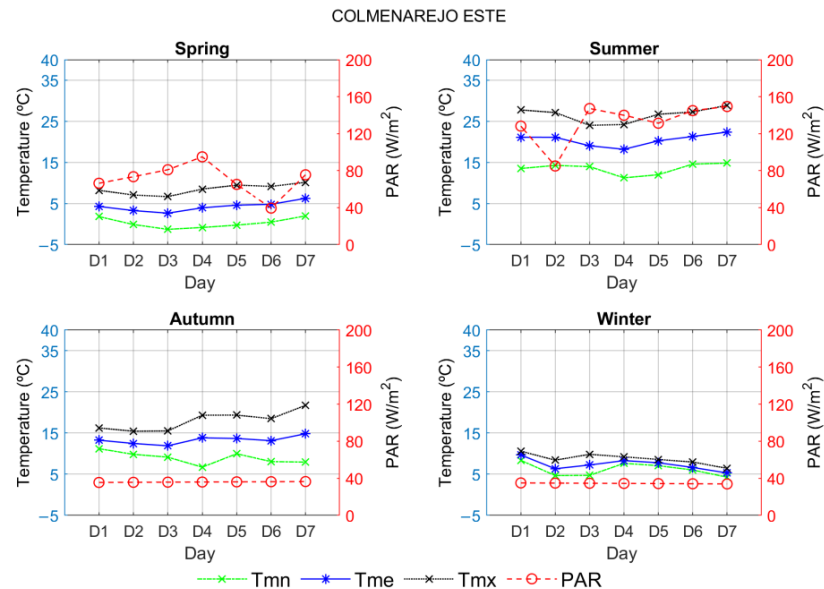 COLMENAREJO ESTE
Spring
40
35
25
15
5
−5
Temperature (ºC)
200
160
120
80
40
0
PAR (W/m²)
D1 D2 D3 D4 D5 D6 D7
Day
Summer
40
35
25
15
5
−5
Temperature (ºC)
200
160
120
80
40
0
PAR (W/m²)
D1 D2 D3 D4 D5 D6 D7
Day
Autumn
40
35
25
15
5
−5
Temperature (ºC)
200
160
120
80
40
0
PAR (W/m²)
D1 D2 D3 D4 D5 D6 D7
Day
Winter
40
35
25
15
5
−5
Temperature (ºC)
200
160
120
80
40
0
PAR (W/m²)
D1 D2 D3 D4 D5 D6 D7
Day
Tmn Tme Tmx PAR